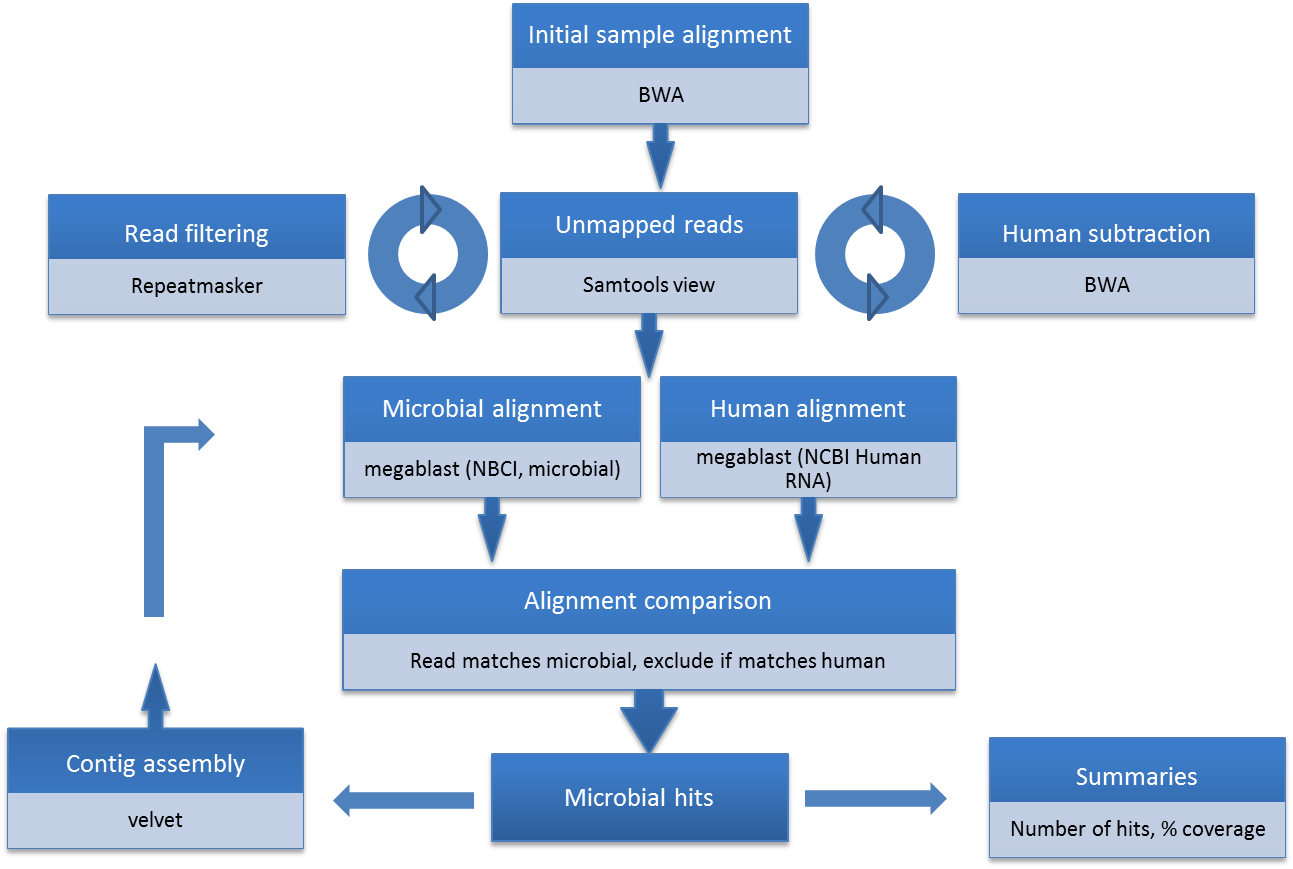 Initial sample alignment
BWA
Read filtering
Repeatmasker
Unmapped reads
Samtools view
Human subtraction
BWA
Microbial alignment
megablast (NBCI, microbial)
Human alignment
megablast (NCBI Human
RNA)
Alignment comparison
Read matches microbial, exclude if matches human
Contig assembly
velvet
Microbial hits
Summaries
Number of hits, % coverage